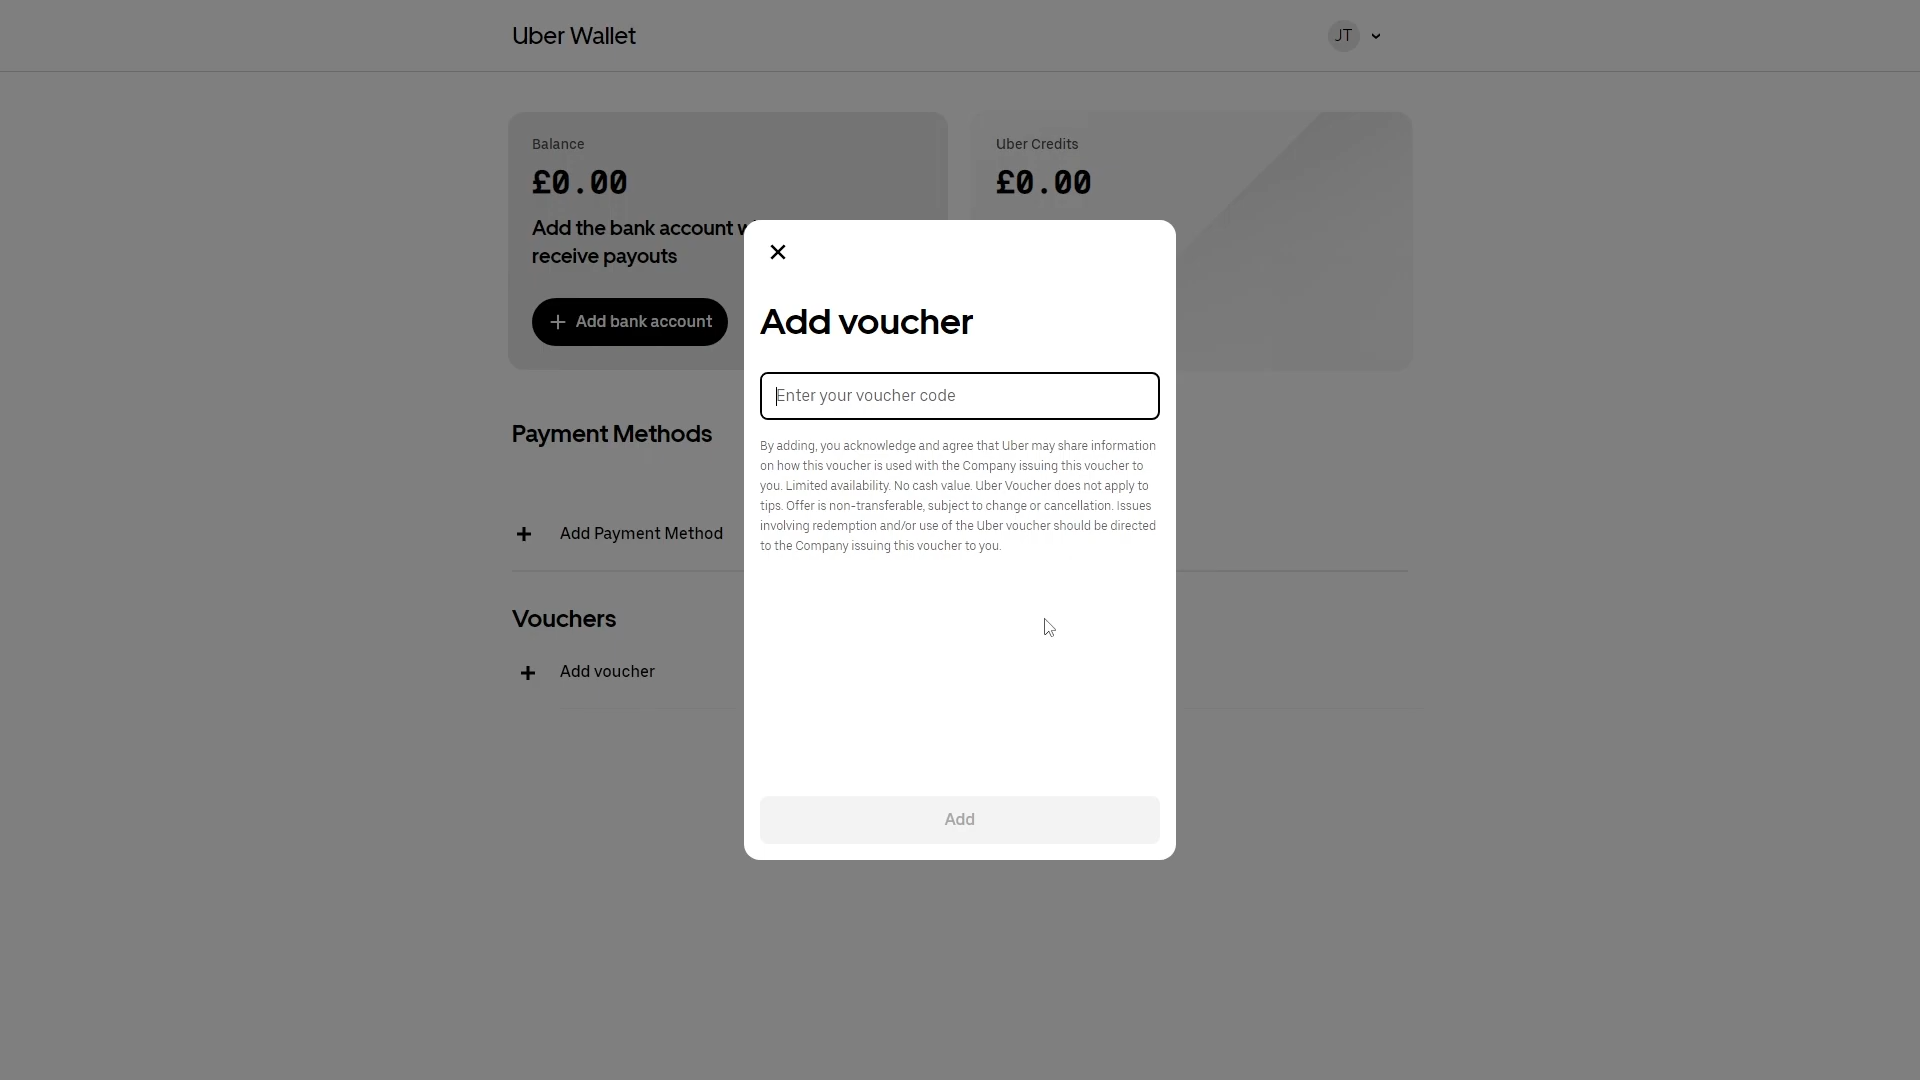 Uber Wallet
JT
Balance
£0.00
Add the bank account w
receive payouts
Add bank account
Uber Credits
£0.00
Payment Methods
Add Payment Method
Vouchers
Add voucher
Add voucher
Enter your voucher code
By adding, you acknowledge and agree that Uber may share information
on how this voucher is used with the Company issuing this voucher to
you. Limited availability. No cash value. Uber Voucher does not apply to
tips. Offer is non-transferable, subject to change or cancellation. Issues
involving redemption and/or use of the Uber voucher should be directed
to the Company issuing this voucher to you.
Add